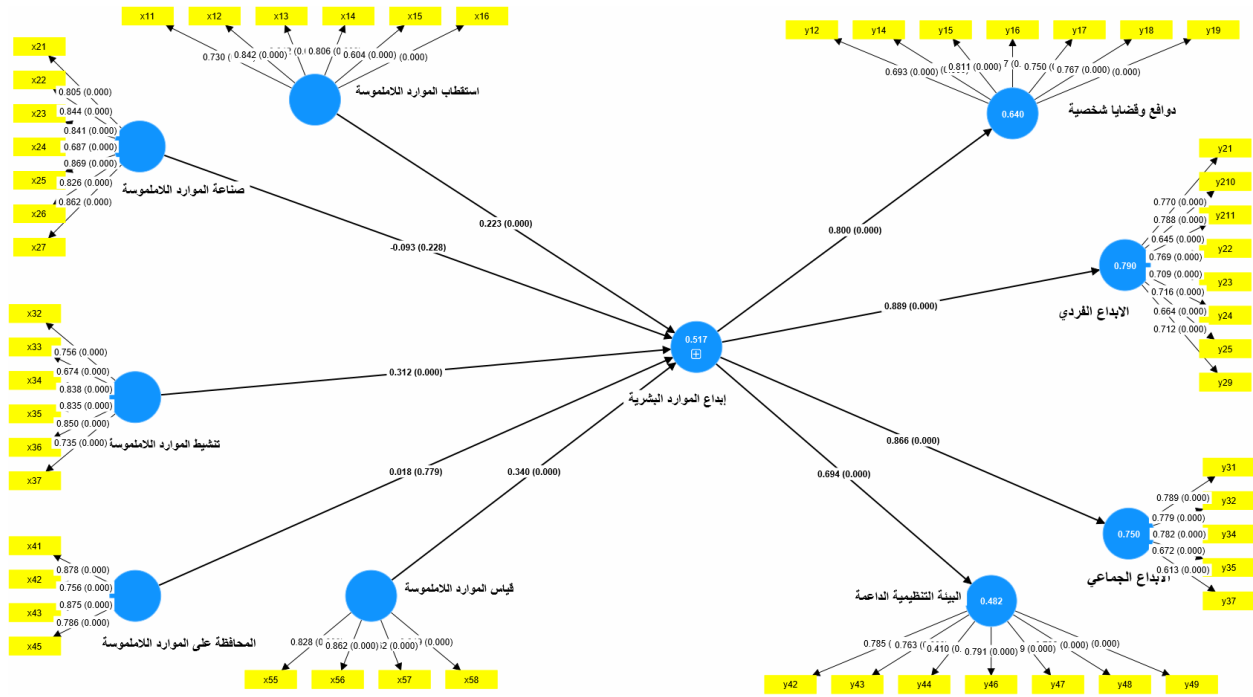 x11
x12
x13
x14
x15
x16
0.842 (0.000)
0.806 (0.000)
0.604 (0.000)
(0.000)
استقطاب الموارد اللاملموسة
x21
x22
x23
x24
x25
x26
x27
0.805 (0.000)
0.844 (0.000)
0.841 (0.000)
0.687 (0.000)
0.869 (0.000)
0.826 (0.000)
0.862 (0.000)
صناعة الموارد اللاملموسة
x32
x33
x34
x35
x36
x37
0.756 (0.000)
0.674 (0.000)
0.838 (0.000)
0.835 (0.000)
0.850 (0.000)
0.735 (0.000)
تنشيط الموارد اللاملموسة
x41
x42
x43
x45
0.878 (0.000)
0.756 (0.000)
0.875 (0.000)
0.786 (0.000)
المحافظة على الموارد اللاملموسة
قياس الموارد اللاملموسة
0.828
0.862 (0.000)
(0.000)
x55
x56
x57
x58
0.223 (0.000)
-0.093 (0.228)
0.312 (0.000)
0.018 (0.779)
0.340 (0.000)
0.517
إبداع الموارد البشرية
0.800 (0.000)
0.889 (0.000)
0.866 (0.000)
0.694 (0.000)
y12
y14
y15
y16
y17
y18
y19
0.693 (0.000)
0.811 (0.000)
0.750
0.767 (0.000)
(0.000)
0.640
دوافع وقضايا شخصية
y21
y210
y211
y22
y23
y24
y25
y29
0.770 (0.000)
0.788 (0.000)
0.645 (0.000)
0.769 (0.000)
0.709 (0.000)
0.716 (0.000)
0.664 (0.000)
0.712 (0.000)
0.790
الابداع الفردي
y31
y32
y34
y35
y37
0.789 (0.000)
0.779 (0.000)
0.782 (0.000)
0.672 (0.000)
0.613 (0.000)
0.750
الابداع الجماعي
البيئة التنظيمية الداعمة
0.482
0.785
0.763
0.410
0.791 (0.000)
(0.000)
(0.000)
y42
y43
y44
y46
y47
y48
y49